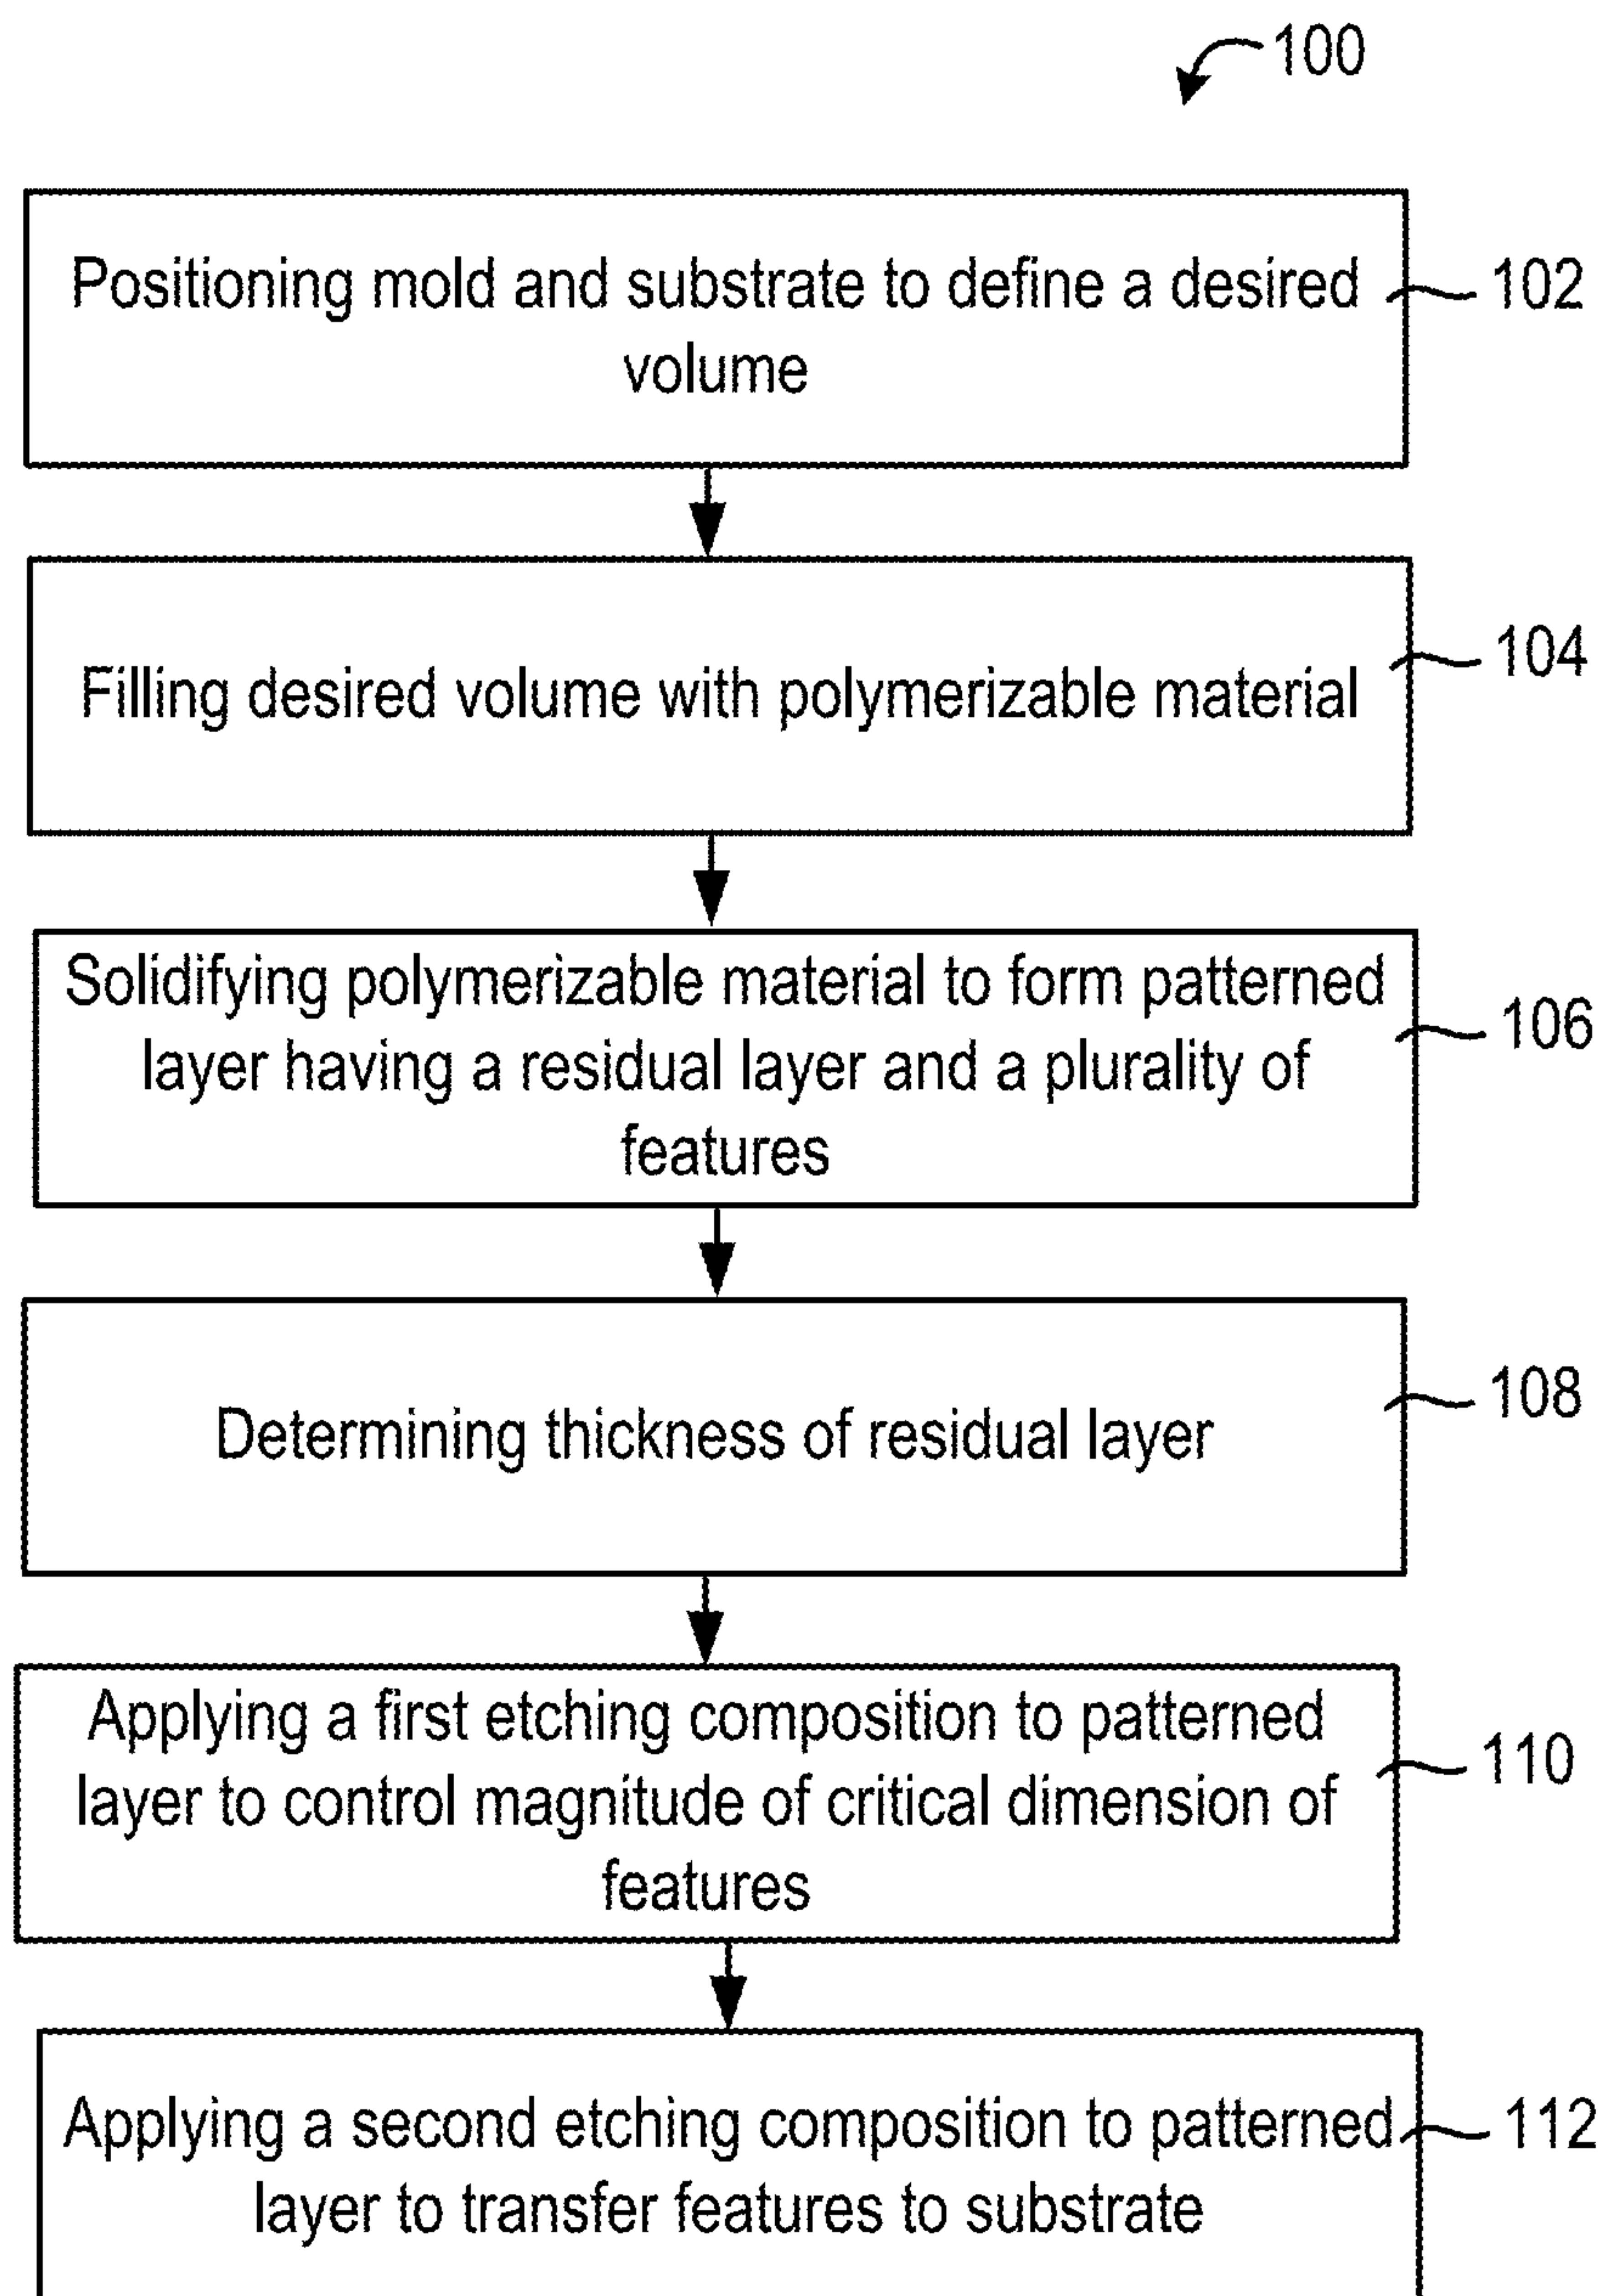 100
Positioning mold and substrate to define a desired
volume
102
Filling desired volume with polymerizable material
104
Solidifying polymerizable material to form patterned
layer having a residual layer and a plurality of
features
106
Determining thickness of residual layer
108
Applying a first etching composition to patterned
layer to control magnitude of critical dimension of
features
110
Applying a second etching composition to patterned
layer to transfer features to substrate
112